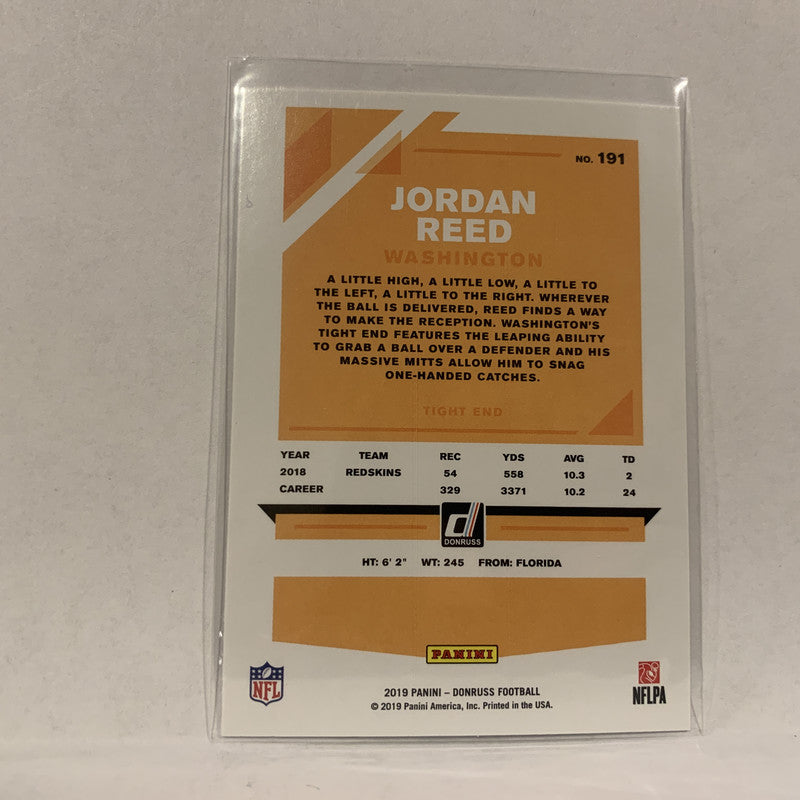 NO. 191
JORDAN
REED
WASHINGTON
A LITTLE HIGH, A LITTLE LOW, A LITTLE TO
THE LEFT, A LITTLE TO THE RIGHT. WHEREVER
THE BALL IS DELIVERED, REED FINDS A WAY
TO MAKE THE RECEPTION. WASHINGTON'S
TIGHT END FEATURES THE LEAPING ABILITY
TO GRAB A BALL OVER A DEFENDER AND HIS
MASSIVE MITTS ALLOW HIM TO SNAG
ONE-HANDED CATCHES.
TIGHT END
YEAR TEAM REC YDS AVG TD
2018 REDSKINS 54 558 10.3 2
CAREER 329 3371 10.2 24
d
DONRUSS
HT: 6' 2" WT: 245 FROM: FLORIDA
PANINI
NFL
NFLPA
2019 PANINI – DONRUSS FOOTBALL
© 2019 Panini America, Inc. Printed in the USA.